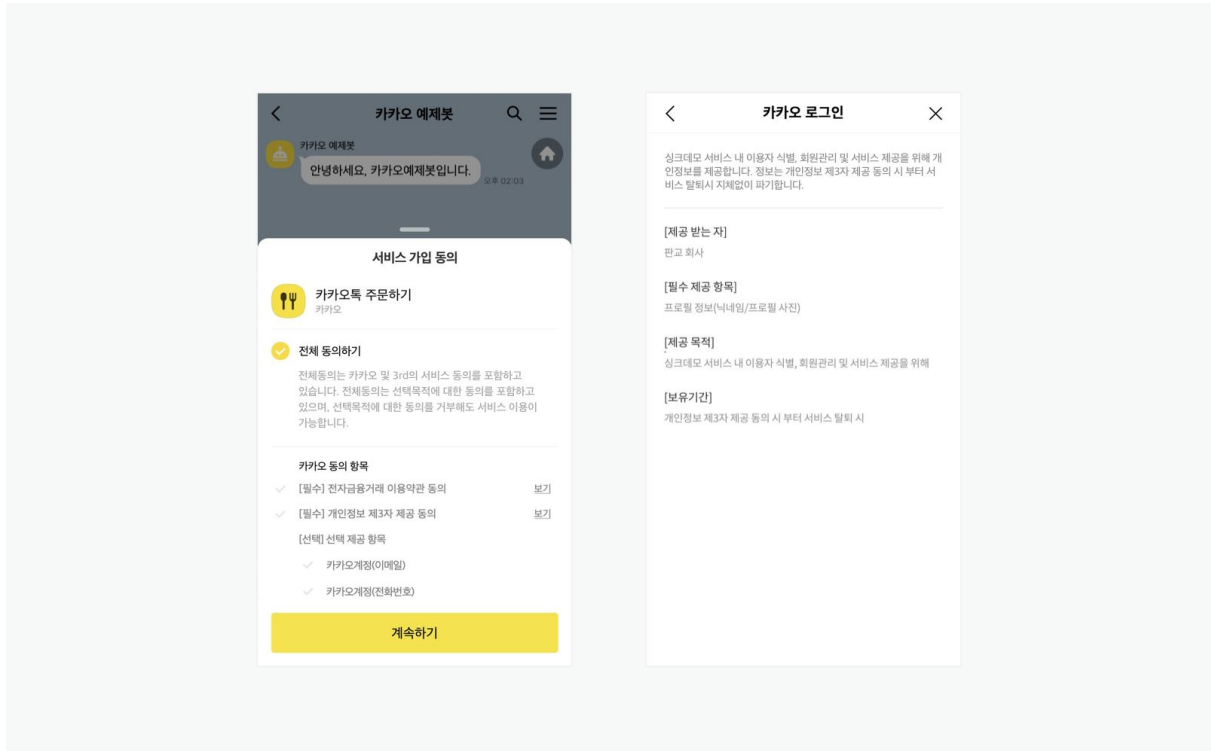 카카오 예제봇
카카오 예제봇
안녕하세요, 카카오예제봇입니다.
오후 02:03
서비스 가입 동의
카카오톡 주문하기
카카오
전체 동의하기
전체동의는 카카오 및 3rd의 서비스 동의를 포함하고
있습니다. 전체동의는 선택목적에 대한 동의를 포함하고
있으며, 선택목적에 대한 동의를 거부해도 서비스 이용이
가능합니다.
카카오 동의 항목
[필수] 전자금융거래 이용약관 동의 보기
[필수] 개인정보 제3자 제공 동의 보기
[선택] 선택 제공 항목
카카오계정(이메일)
카카오계정(전화번호)
계속하기
카카오 로그인
싱크데모 서비스 내 이용자 식별, 회원관리 및 서비스 제공을 위해 개
인정보를 제공합니다. 정보는 개인정보 제3자 제공 동의 시 부터 서
비스 탈퇴시 지체없이 파기합니다.
[제공 받는 자]
판교 회사
[필수 제공 항목]
프로필 정보(닉네임/프로필 사진)
[제공 목적]
싱크데모 서비스 내 이용자 식별, 회원관리 및 서비스 제공을 위해
[보유기간]
개인정보 제3자 제공 동의 시 부터 서비스 탈퇴 시